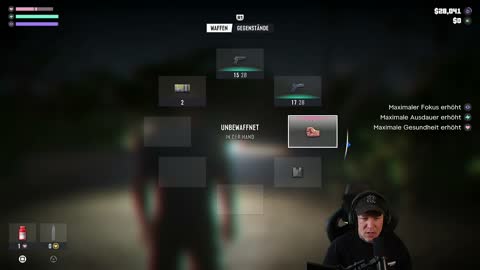 $28,041
$0
WAFFEN GEGENSTÄNDE
15 28
2
17 28
UNBEWAFFNET
IN DER HAND
Maximaler Fokus erhöht
Maximale Ausdauer erhöht
Maximale Gesundheit erhöht
1
0